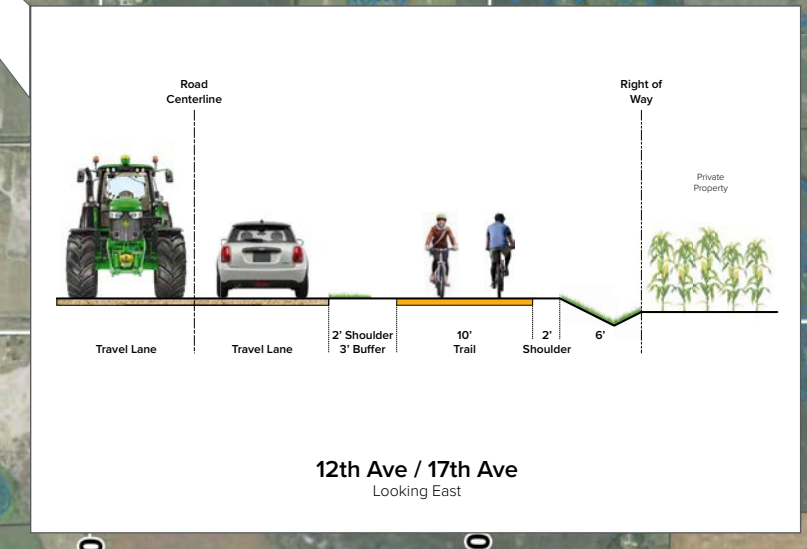 Road
Centerline
Right of
Way
Private
Property
2' Shoulder
3' Buffer
10'
Trail
2'
Shoulder
6'
Travel Lane
Travel Lane
12th Ave / 17th Ave
Looking East